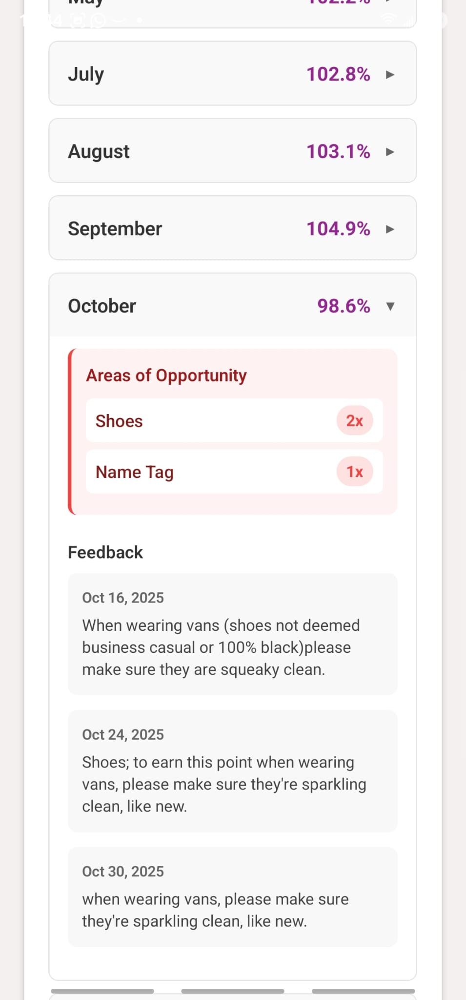 May
102.2%
July
102.8%
August
103.1%
September
104.9%
October
98.6%
Areas of Opportunity
Shoes
2x
Name Tag
1x
Feedback
Oct 16, 2025
When wearing vans (shoes not deemed
business casual or 100% black)please
make sure they are squeaky clean.
Oct 24, 2025
Shoes; to earn this point when wearing
vans, please make sure they're sparkling
clean, like new.
Oct 30, 2025
when wearing vans, please make sure
they're sparkling clean, like new.